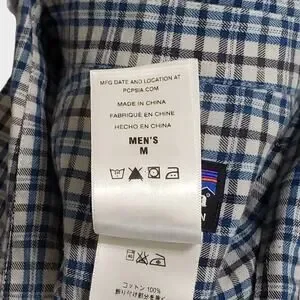 MFG DATE AND LOCATION AT
PCPSIA.COM
MADE IN CHINA
FABRIQUÉ EN CHINE
HECHO EN CHINA
MEN'S
M
コットン 100%